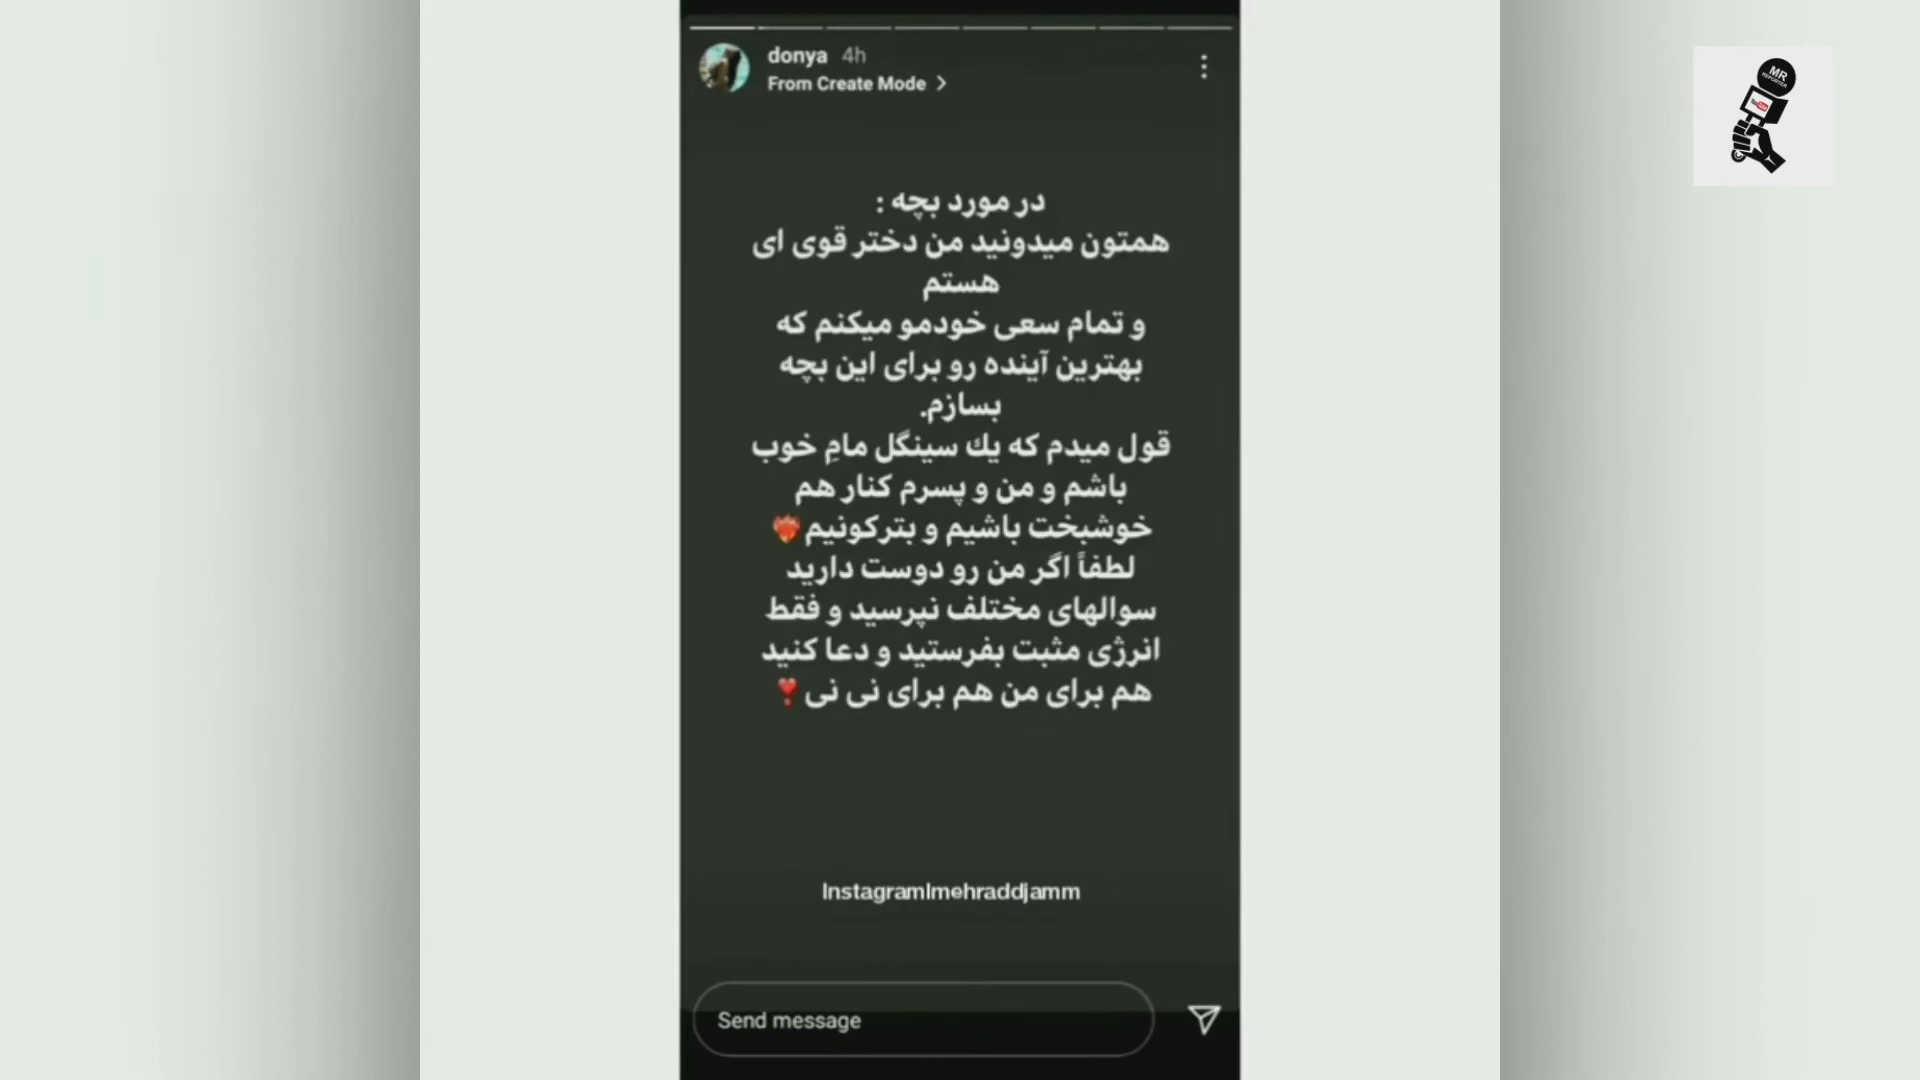 donya 4h
From Create Mode >
MR
REPORTER
در مورد بچه :
همتون میدونید من دختر قوی ای
هستم
و تمام سعی خودمو میکنم که
بهترین آینده رو برای این بچه
بسازم.
قول میدم که يك سینگل مامِ خوب
باشم و من و پسرم کنار هم
خوشبخت باشیم و بترکونیم❤️‍🔥
لطفاً اگر من رو دوست دارید
سوالهای مختلف نپرسید و فقط
انرژی مثبت بفرستید و دعا کنید
هم برای من هم برای نی نی❣️
Instagramlmehraddjamm
Send message